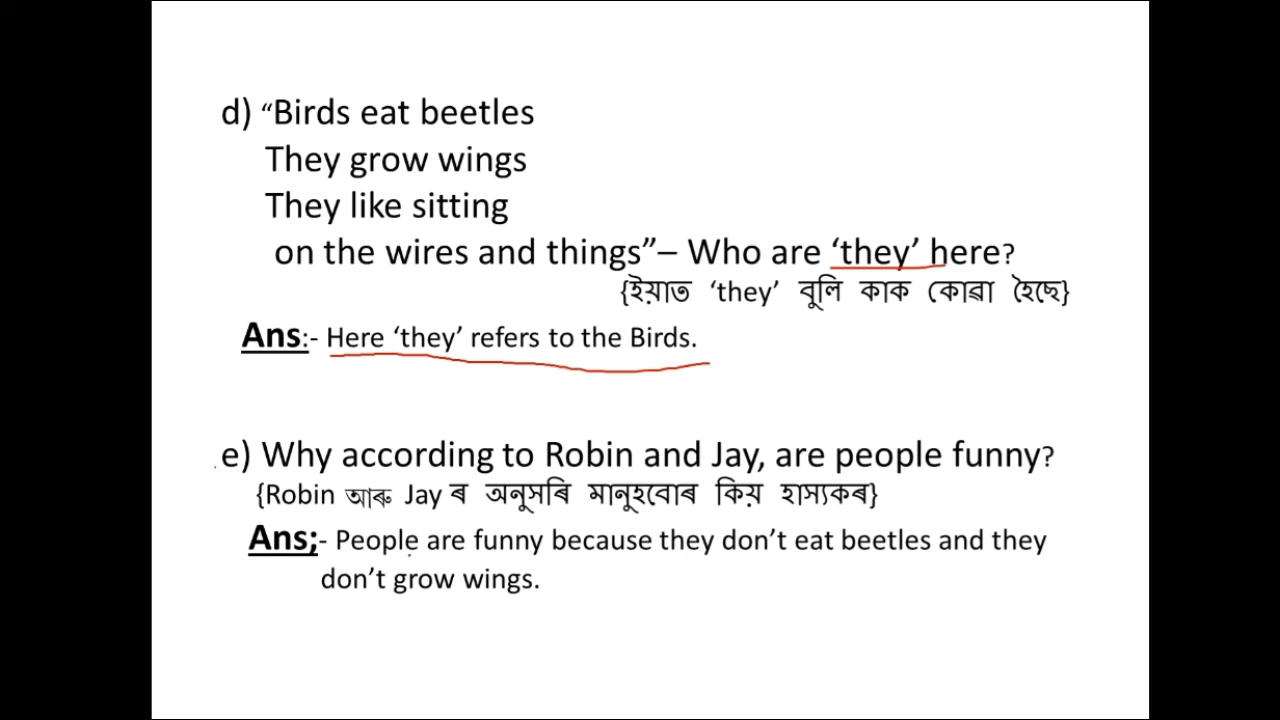 d) “Birds eat beetles
They grow wings
They like sitting
on the wires and things”– Who are ‘they’ here?
{ইয়াত ‘they’ বুলি কাক কোৱা হৈছে}
Ans:- Here ‘they’ refers to the Birds.
e) Why according to Robin and Jay, are people funny?
{Robin আৰু Jay ৰ অনুসৰি মানুহবোৰ কিয় হাস্যকৰ}
Ans;- People are funny because they don’t eat beetles and they
don’t grow wings.